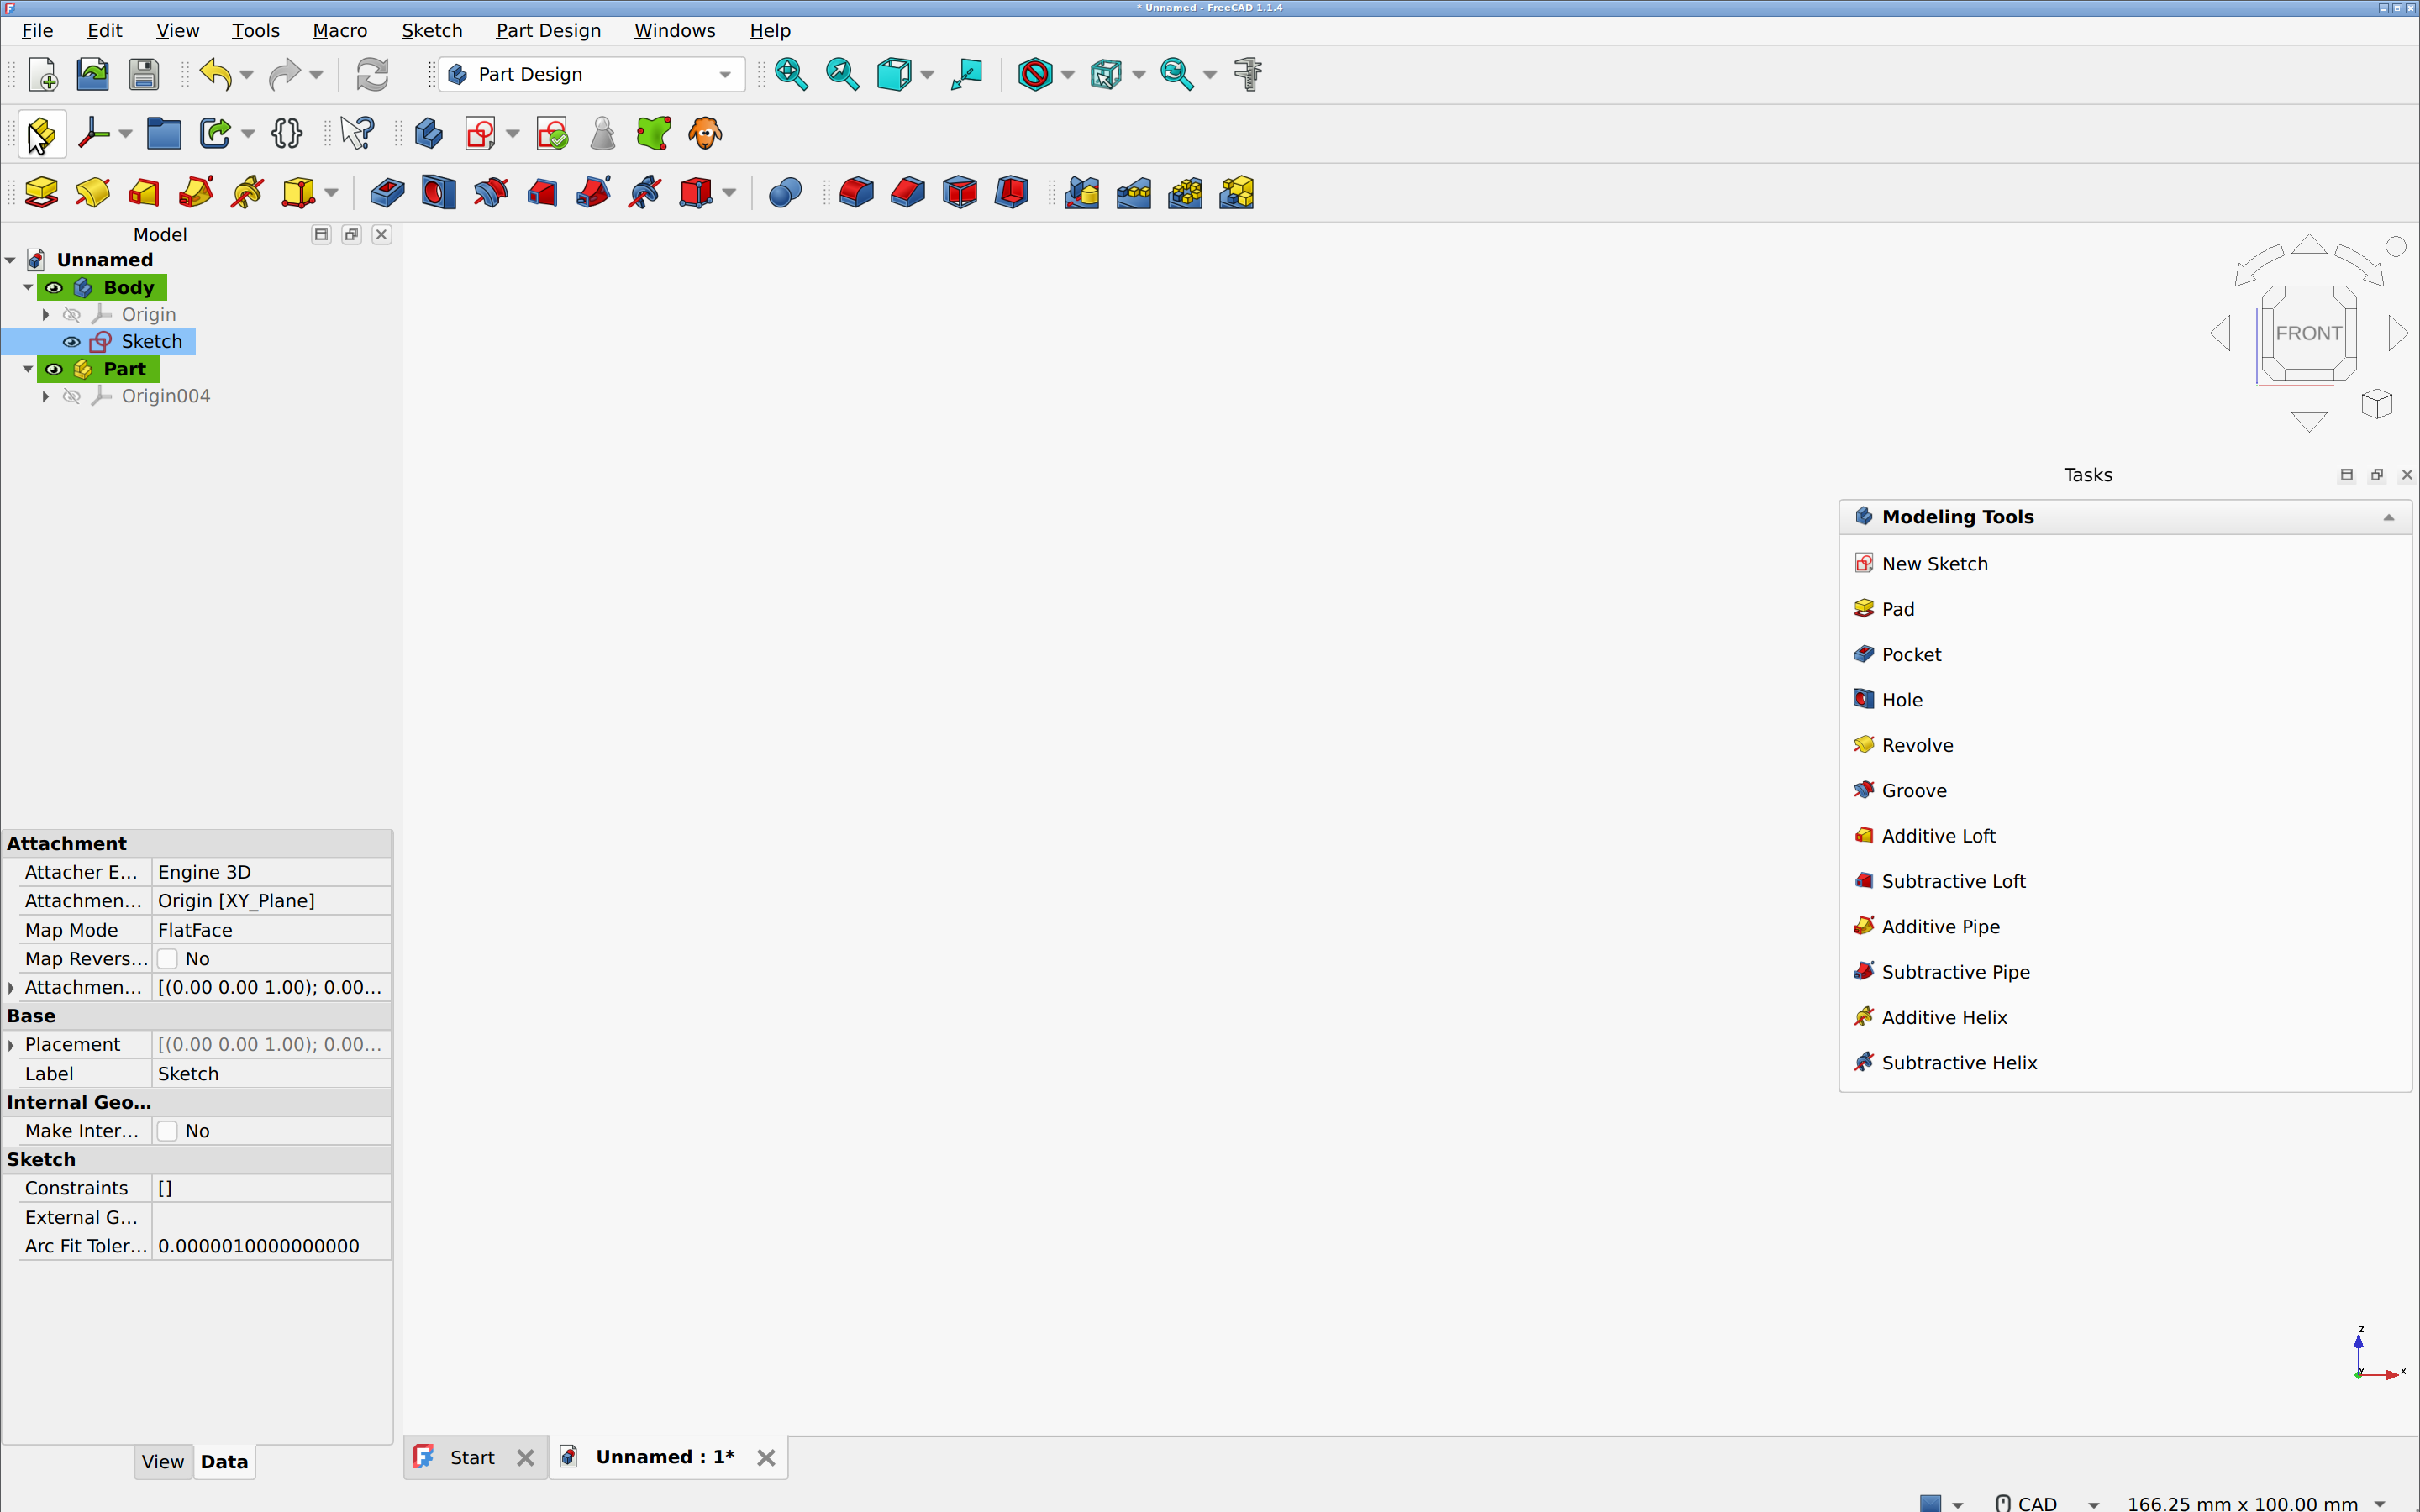 * Unnamed - FreeCAD 1.1.4
File Edit View Tools Macro Sketch Part Design Windows Help
Part Design
Model
Unnamed
Body
Origin
Sketch
Part
Origin004
FRONT
Tasks
Modeling Tools
New Sketch
Pad
Pocket
Hole
Revolve
Groove
Additive Loft
Subtractive Loft
Additive Pipe
Subtractive Pipe
Additive Helix
Subtractive Helix
Attachment
Attacher E... Engine 3D
Attachmen... Origin [XY_Plane]
Map Mode FlatFace
Map Revers... No
Attachmen... [(0.00 0.00 1.00); 0.00...
Base
Placement [(0.00 0.00 1.00); 0.00...
Label Sketch
Internal Geo...
Make Inter... No
Sketch
Constraints []
External G...
Arc Fit Toler... 0.0000010000000000
z
Y
x
View Data
Start Unnamed : 1*
CAD 166.25 mm x 100.00 mm